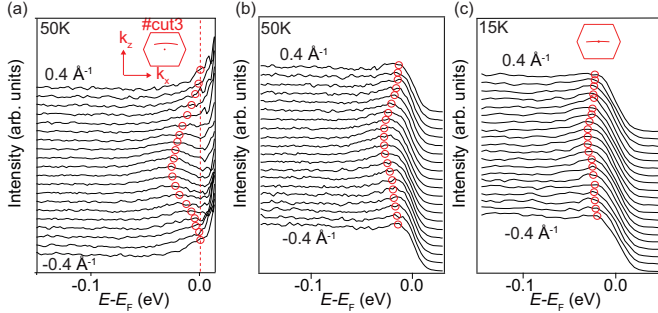 (a)
50K
#cut3
k_z
k_x
0.4 Å⁻¹
-0.4 Å⁻¹
Intensity (arb. units)
-0.1
0.0
E-E_F (eV)
(b)
50K
0.4 Å⁻¹
-0.4 Å⁻¹
Intensity (arb. units)
-0.1
0.0
E-E_F (eV)
(c)
15K
0.4 Å⁻¹
-0.4 Å⁻¹
Intensity (arb. units)
-0.1
0.0
E-E_F (eV)